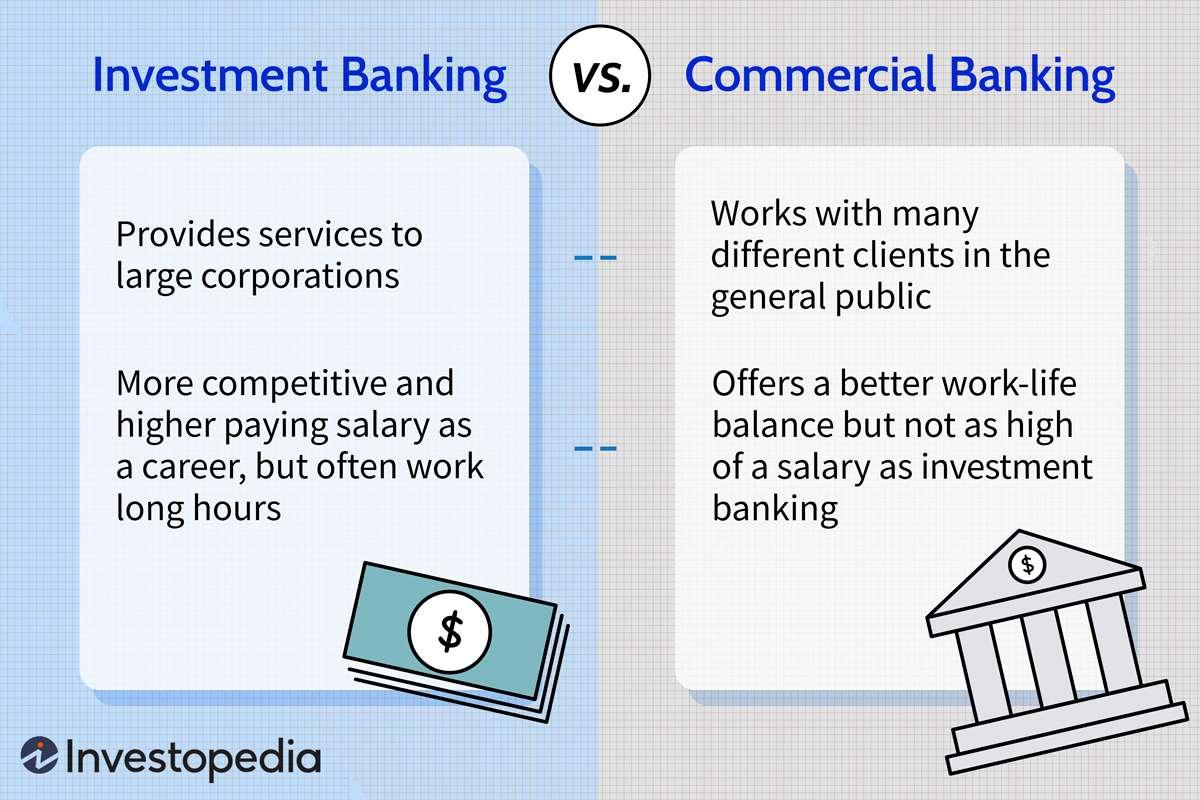 Investment Banking
VS.
Commercial Banking
Provides services to
large corporations
More competitive and
higher paying salary as
a career, but often work
long hours
Works with many
different clients in the
general public
Offers a better work-life
balance but not as high
of a salary as investment
banking
$
$
Investopedia